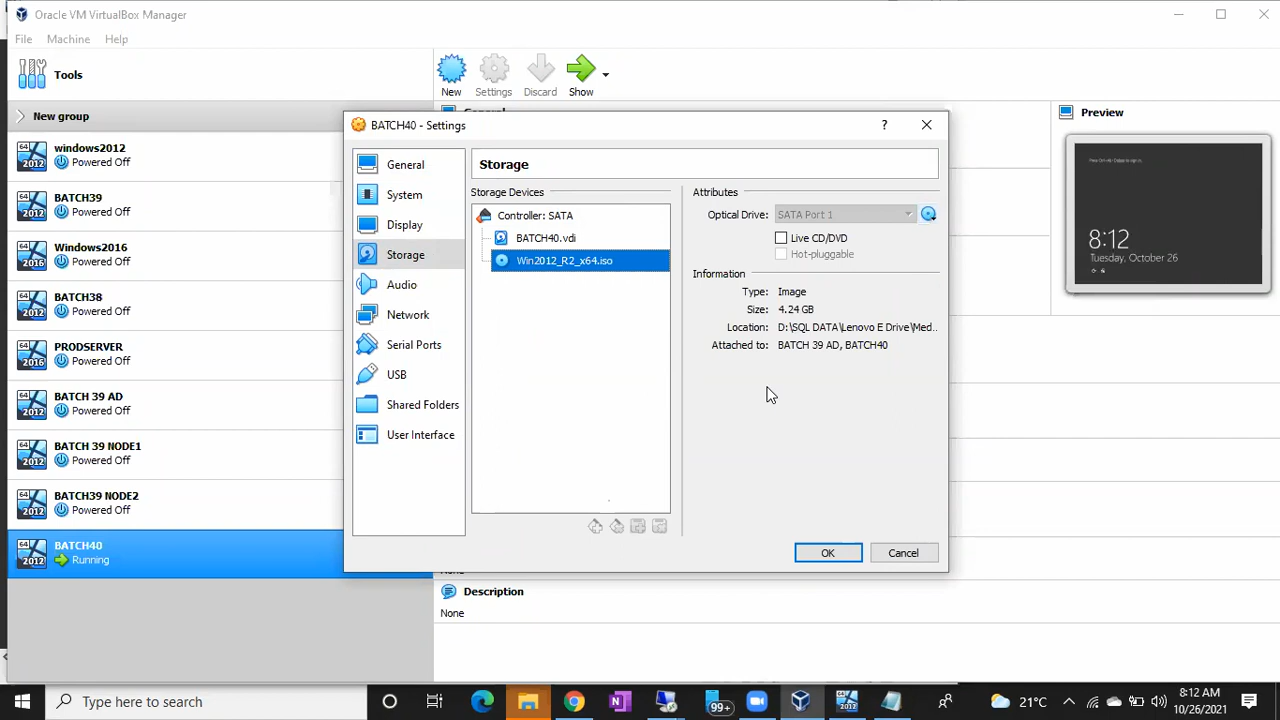 Oracle VM VirtualBox Manager
File Machine Help
Tools
New Settings Discard Show
New group
windows2012
Powered Off
BATCH39
Powered Off
Windows2016
Powered Off
BATCH38
Powered Off
PRODSERVER
Powered Off
BATCH 39 AD
Powered Off
BATCH 39 NODE1
Powered Off
BATCH39 NODE2
Powered Off
BATCH40
Running
General
BATCH40 - Settings
General
System
Display
Storage
Audio
Network
Serial Ports
USB
Shared Folders
User Interface
Storage
Storage Devices
Controller: SATA
BATCH40.vdi
Win2012_R2_x64.iso
Attributes
Optical Drive: SATA Port 1
Live CD/DVD
Hot-pluggable
Information
Type: Image
Size: 4.24 GB
Location: D:\SQL DATA\Lenovo E Drive\Med...
Attached to: BATCH 39 AD, BATCH40
OK Cancel
Preview
8:12
Tuesday, October 26
Description
None
Type here to search
99+
21°C
8:12 AM
10/26/2021